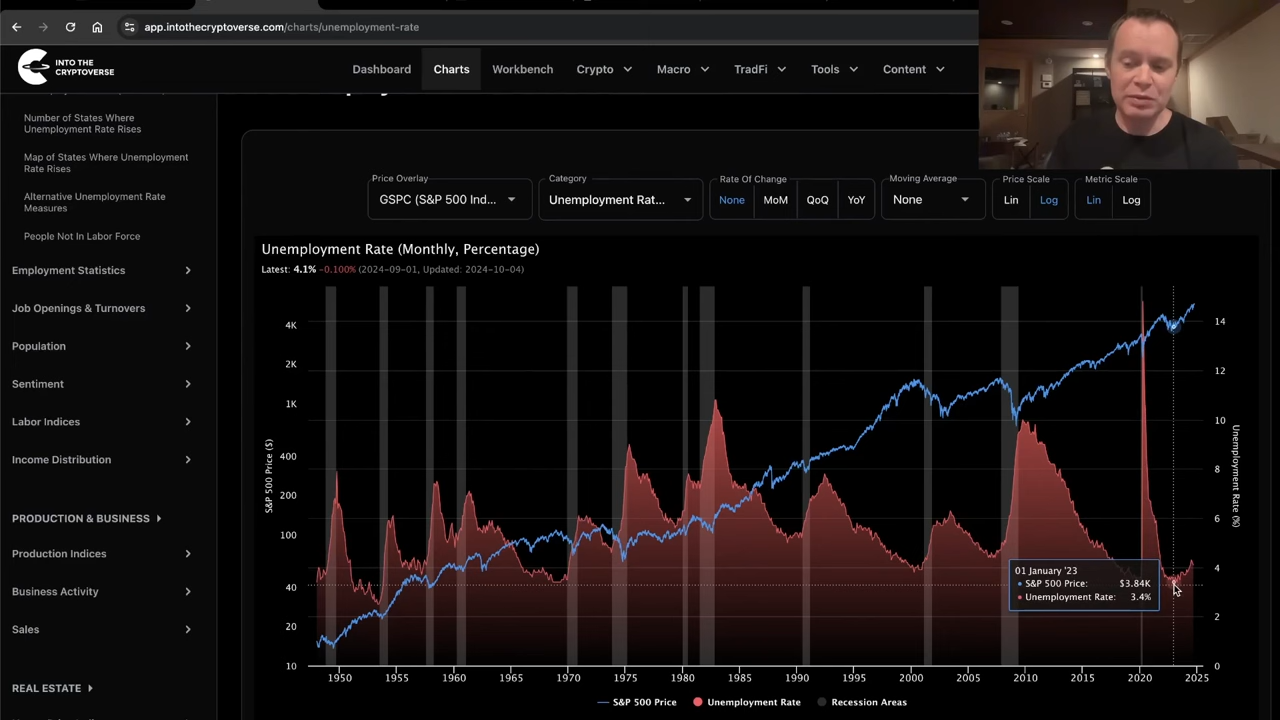 app.intothecryptoverse.com/charts/unemployment-rate
INTO THE
CRYPTOVERSE
Dashboard
Charts
Workbench
Crypto
Macro
TradFi
Tools
Content
Number of States Where
Unemployment Rate Rises
Map of States Where Unemployment
Rate Rises
Alternative Unemployment Rate
Measures
People Not In Labor Force
Employment Statistics
Job Openings & Turnovers
Population
Sentiment
Labor Indices
Income Distribution
PRODUCTION & BUSINESS
Production Indices
Business Activity
Sales
REAL ESTATE
Price Overlay
GSPC (S&P 500 Ind...
Category
Unemployment Rat...
Rate Of Change
None
MoM
QoQ
YoY
Moving Average
None
Price Scale
Lin
Log
Metric Scale
Lin
Log
Unemployment Rate (Monthly, Percentage)
Latest: 4.1% -0.100% (2024-09-01, Updated: 2024-10-04)
4K
2K
1K
400
200
100
40
20
10
S&P 500 Price ($)
14
12
10
8
6
4
2
0
Unemployment Rate (%)
01 January '23
S&P 500 Price: $3.84K
Unemployment Rate: 3.4%
1950
1955
1960
1965
1970
1975
1980
1985
1990
1995
2000
2005
2010
2015
2020
2025
S&P 500 Price
Unemployment Rate
Recession Areas